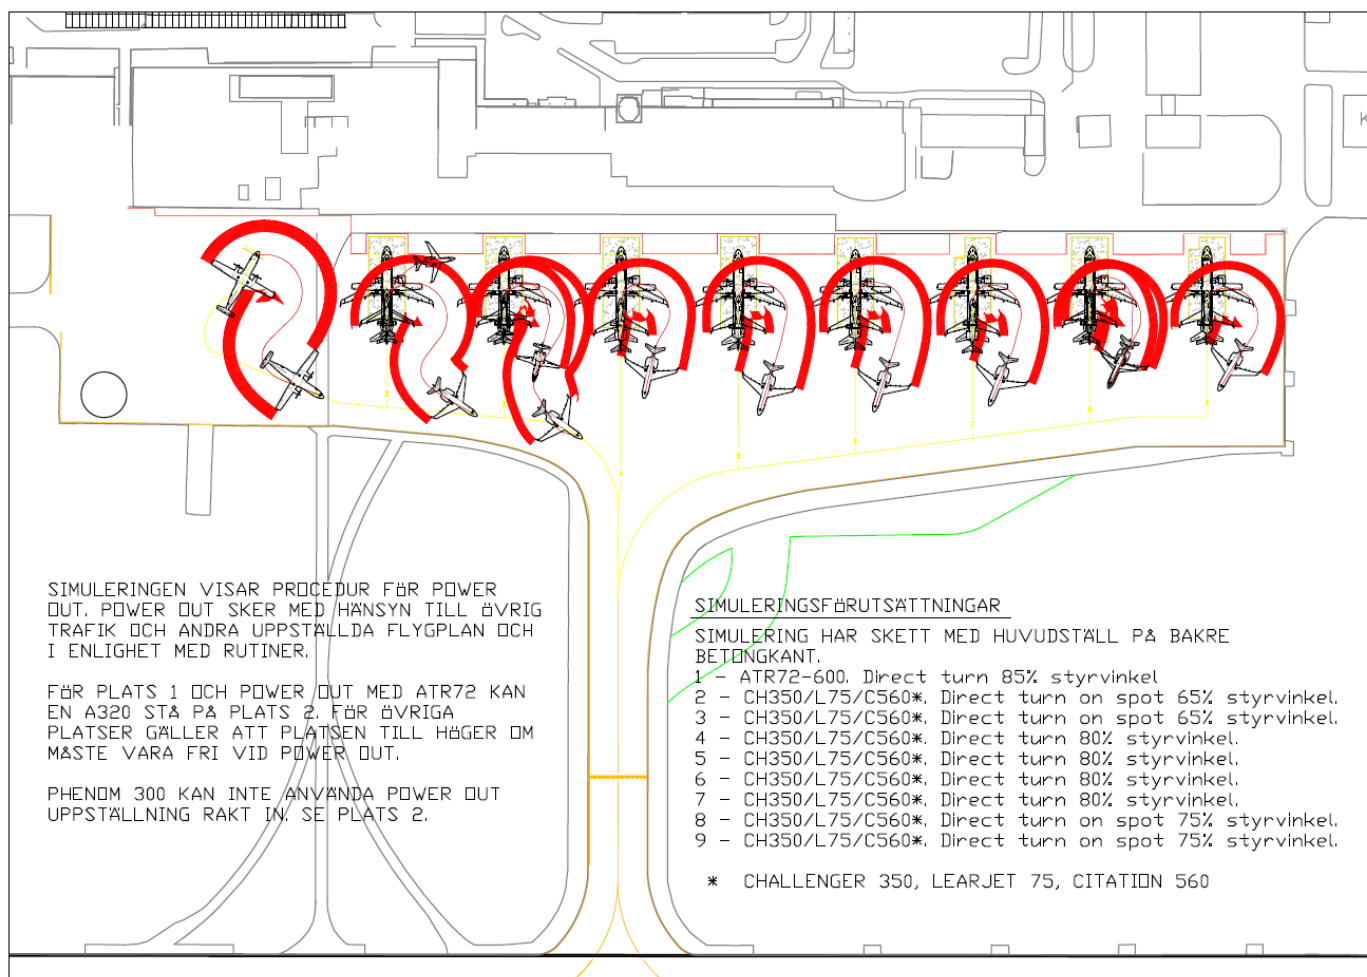 SIMULERINGEN VISAR PROCEDUR FÖR POWER
OUT. POWER OUT SKER MED HÄNSYN TILL ÖVRIG
TRAFIK OCH ANDRA UPPSTÄLLDA FLYGPLAN OCH
I ENLIGHET MED RUTINER.
FÖR PLATS 1 OCH POWER OUT MED ATR72 KAN
EN A320 STÅ PÅ PLATS 2. FÖR ÖVRIGA
PLATSER GÄLLER ATT PLATSEN TILL HÖGER OM
MÅSTE VARA FRI VID POWER OUT.
PHENOM 300 KAN INTE ANVÄNDA POWER OUT
UPPSTÄLLNING RAKT IN. SE PLATS 2.
SIMULERINGSFÖRUTSÄTTNINGAR
SIMULERING HAR SKETT MED HUVUDSTÄLL PÅ BAKRE
BETONGKANT.
1 - ATR72-600. Direct turn 85% styrvinkel
2 - CH350/L75/C560*. Direct turn on spot 65% styrvinkel.
3 - CH350/L75/C560*. Direct turn on spot 65% styrvinkel.
4 - CH350/L75/C560*. Direct turn 80% styrvinkel.
5 - CH350/L75/C560*. Direct turn 80% styrvinkel.
6 - CH350/L75/C560*. Direct turn 80% styrvinkel.
7 - CH350/L75/C560*. Direct turn 80% styrvinkel.
8 - CH350/L75/C560*. Direct turn on spot 75% styrvinkel.
9 - CH350/L75/C560*. Direct turn on spot 75% styrvinkel.
* CHALLENGER 350, LEARJET 75, CITATION 560